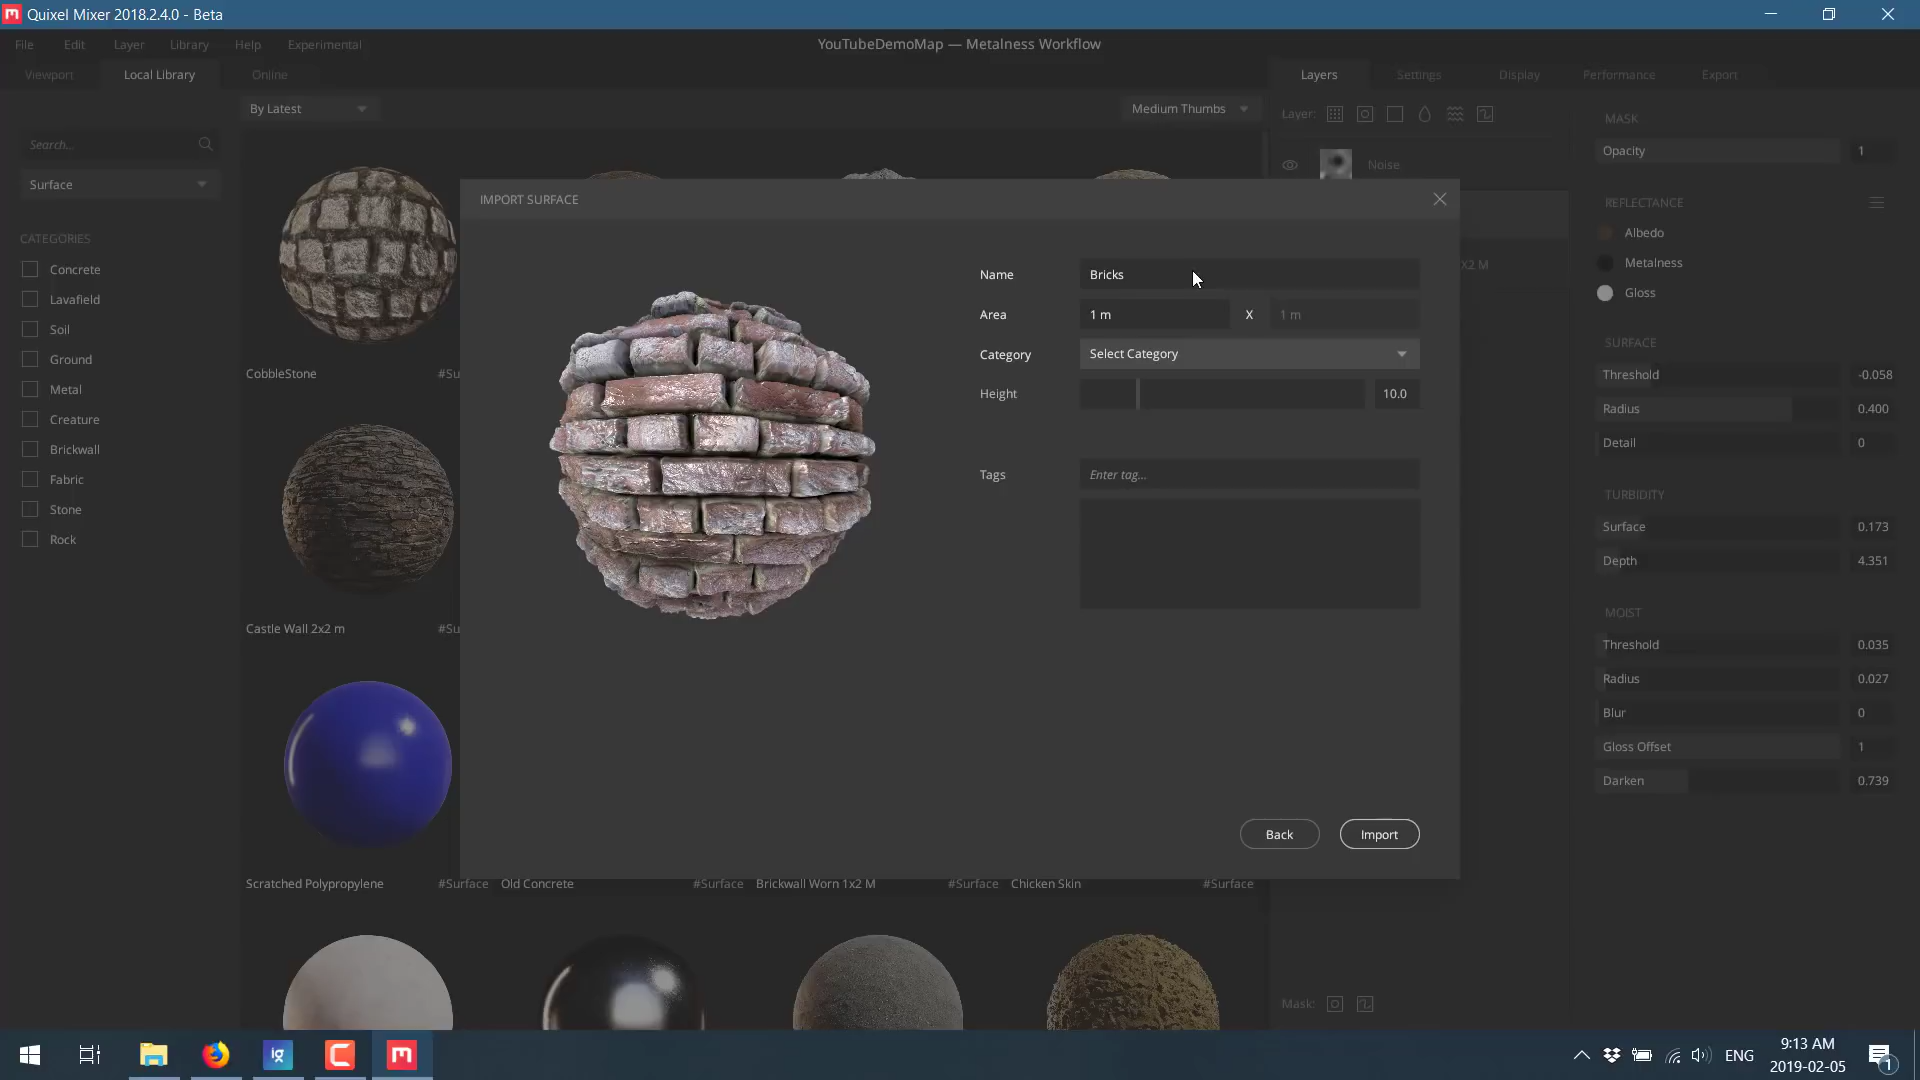 Quixel Mixer 2018.2.4.0 - Beta
File Edit Layer Library Help Experimental
YouTubeDemoMap — Metalness Workflow
Viewport Local Library Online
Layers Settings Display Performance Export
By Latest
Medium Thumbs
Layer:
Search...
Surface
CATEGORIES
Concrete
Lavafield
Soil
Ground
Metal
Creature
Brickwall
Fabric
Stone
Rock
CobbleStone #Su
Castle Wall 2x2 m #Su
Scratched Polypropylene #Surface
Old Concrete #Surface
Brickwall Worn 1x2 M #Surface
Chicken Skin #Surface
IMPORT SURFACE
Name Bricks
Area 1 m X 1 m
Category Select Category
Height 10.0
Tags Enter tag...
Back Import
Noise
X2 M
Mask:
MASK
Opacity 1
REFLECTANCE
Albedo
Metalness
Gloss
SURFACE
Threshold -0.058
Radius 0.400
Detail 0
TURBIDITY
Surface 0.173
Depth 4.351
MOIST
Threshold 0.035
Radius 0.027
Blur 0
Gloss Offset 1
Darken 0.739
ig
ENG
9:13 AM
2019-02-05
1